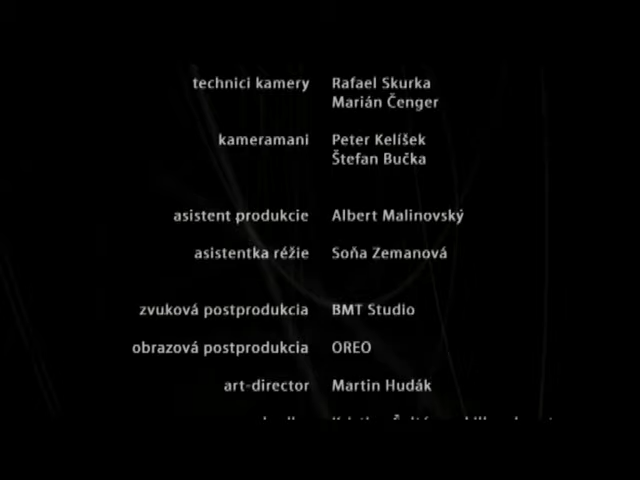 technici kamery Rafael Skurka
Marián Čenger
kameramani Peter Kelíšek
Štefan Bučka
asistent produkcie Albert Malinovský
asistentka réžie Soňa Zemanová
zvuková postprodukcia BMT Studio
obrazová postprodukcia OREO
art-director Martin Hudák